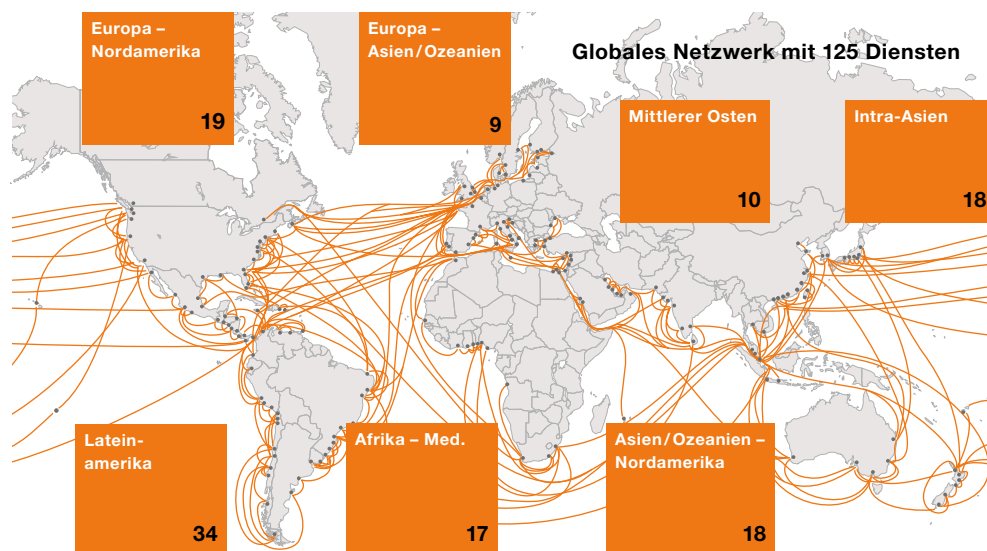 Europa –
Nordamerika
19
Europa –
Asien/Ozeanien
9
Globales Netzwerk mit 125 Diensten
Mittlerer Osten
10
Intra-Asien
18
Latein-
amerika
34
Afrika – Med.
17
Asien/Ozeanien –
Nordamerika
18